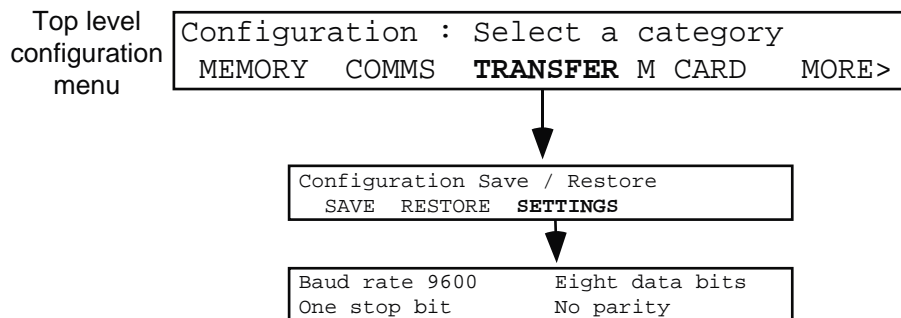 Top level
configuration
menu
Configuration : Select a category
MEMORY COMMS TRANSFER M CARD MORE>
Configuration Save / Restore
SAVE RESTORE SETTINGS
Baud rate 9600 Eight data bits
One stop bit No parity